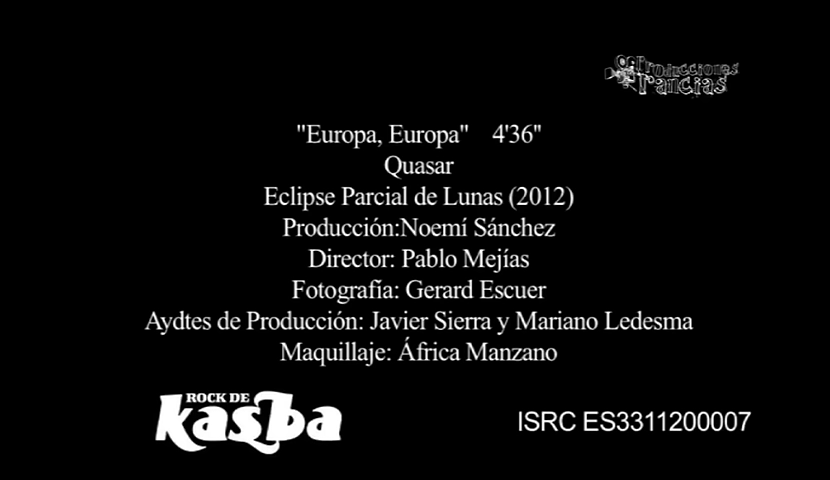 Producciones
Rancias
"Europa, Europa" 4'36"
Quasar
Eclipse Parcial de Lunas (2012)
Producción:Noemí Sánchez
Director: Pablo Mejías
Fotografía: Gerard Escuer
Aydtes de Producción: Javier Sierra y Mariano Ledesma
Maquillaje: África Manzano
ROCK DE
kasba
ISRC ES3311200007